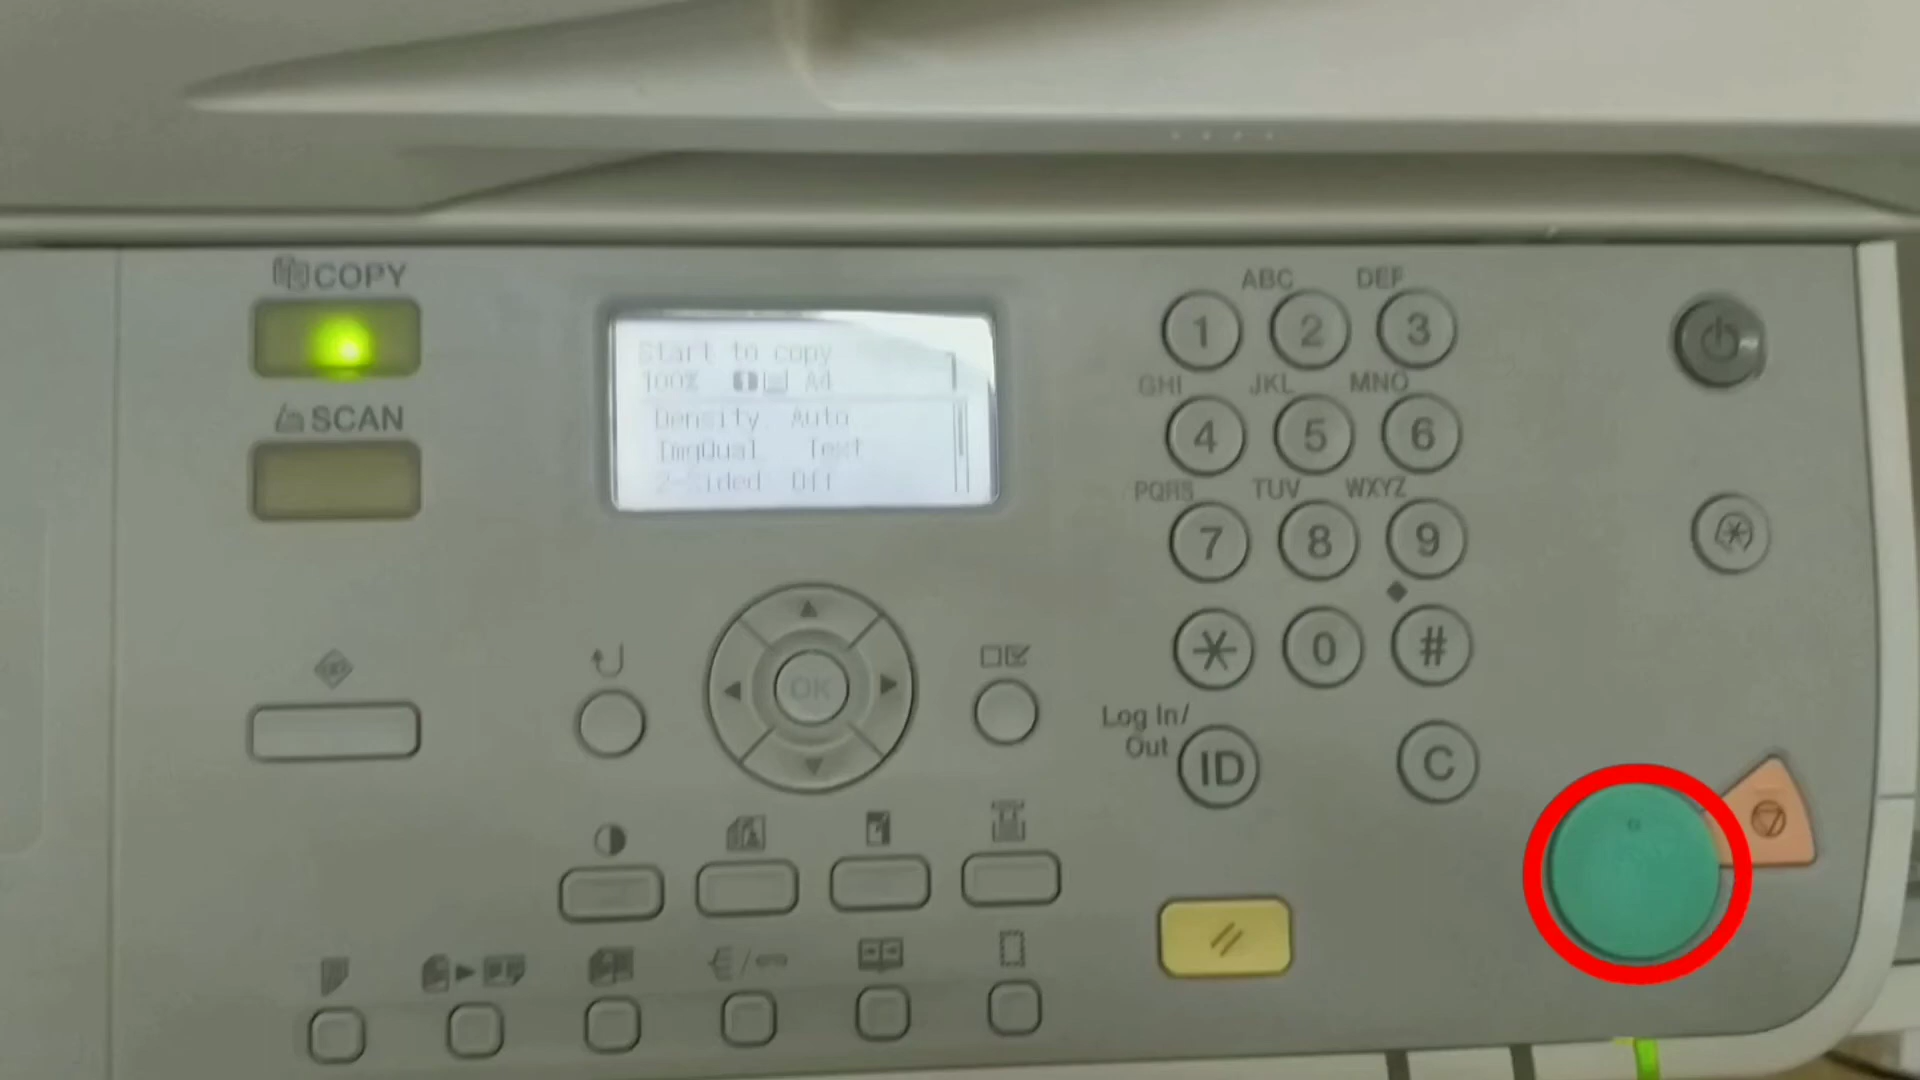 COPY
SCAN
Start to copy
100% 1 A4
Density Auto
ImgQual Text
2-Sided Off
OK
ABC DEF
1 2 3
GHI JKL MNO
4 5 6
PQRS TUV WXYZ
7 8 9
* 0 #
Log In/
Out
ID C